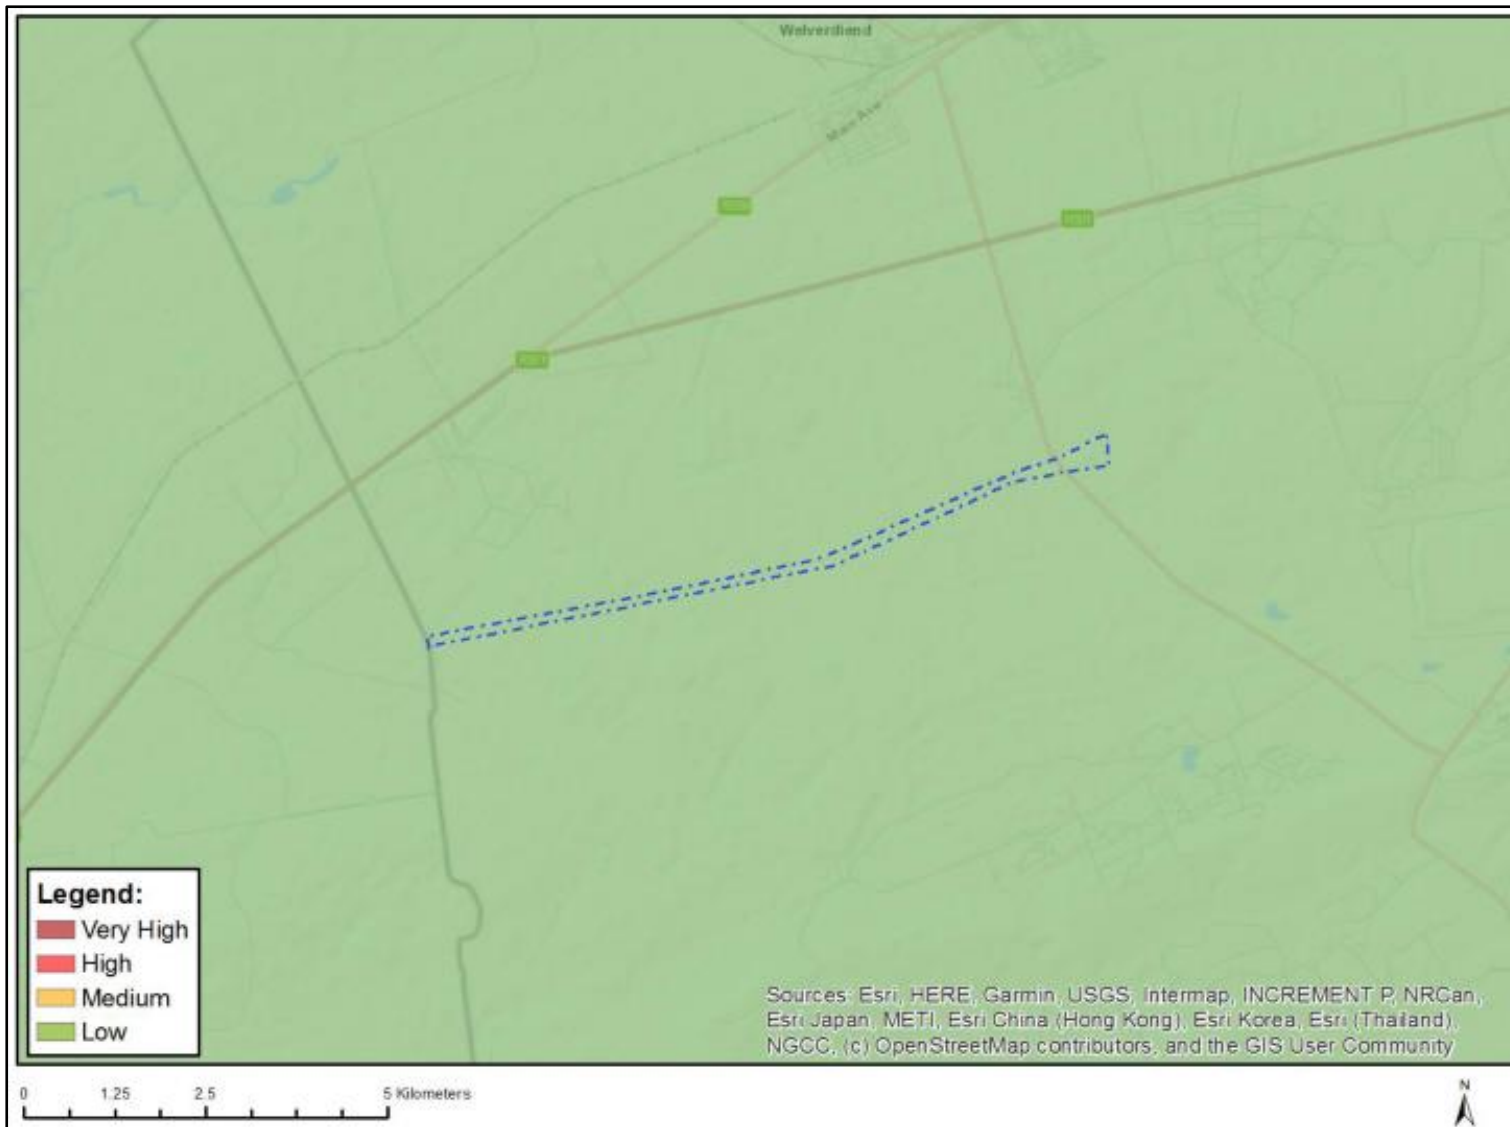 Welverdiend
Main Ave
Legend:
Very High
High
Medium
Low
Sources: Esri, HERE, Garmin, USGS, Intermap, INCREMENT P, NRCan,
Esri Japan, METI, Esri China (Hong Kong), Esri Korea, Esri (Thailand),
NGCC, (c) OpenStreetMap contributors, and the GIS User Community
0 1.25 2.5 5 Kilometers
N